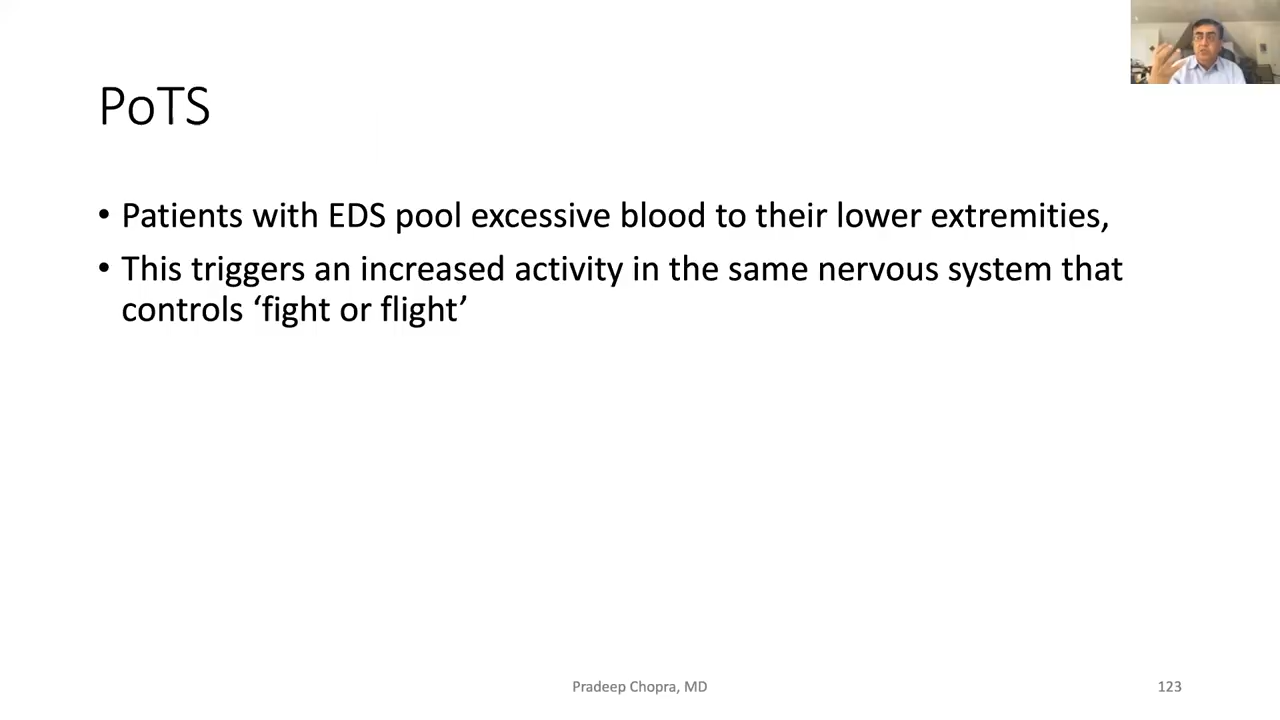 PoTS
• Patients with EDS pool excessive blood to their lower extremities,
• This triggers an increased activity in the same nervous system that
controls ‘fight or flight’
Pradeep Chopra, MD
123